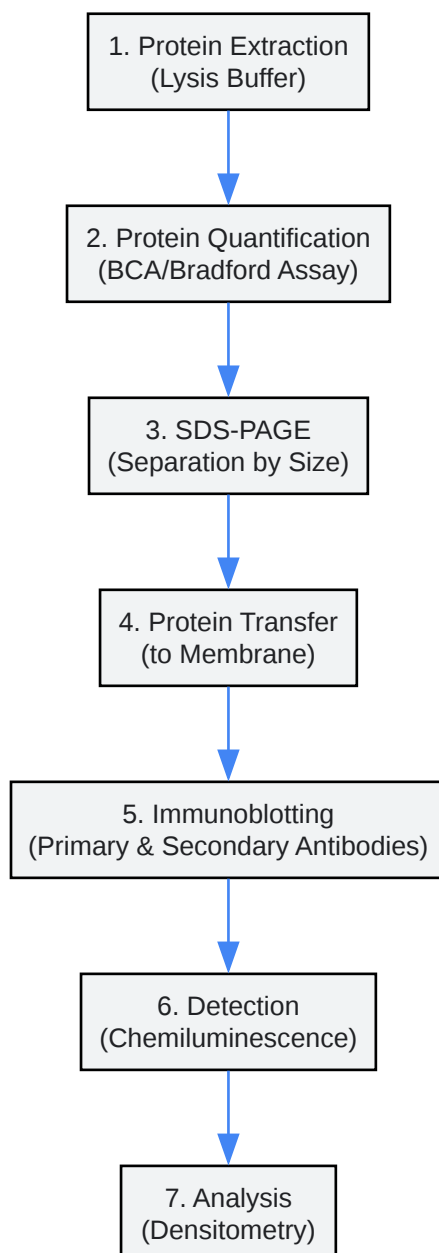 1. Protein Extraction
(Lysis Buffer)
2. Protein Quantification
(BCA/Bradford Assay)
3. SDS-PAGE
(Separation by Size)
4. Protein Transfer
(to Membrane)
5. Immunoblotting
(Primary & Secondary Antibodies)
6. Detection
(Chemiluminescence)
7. Analysis
(Densitometry)